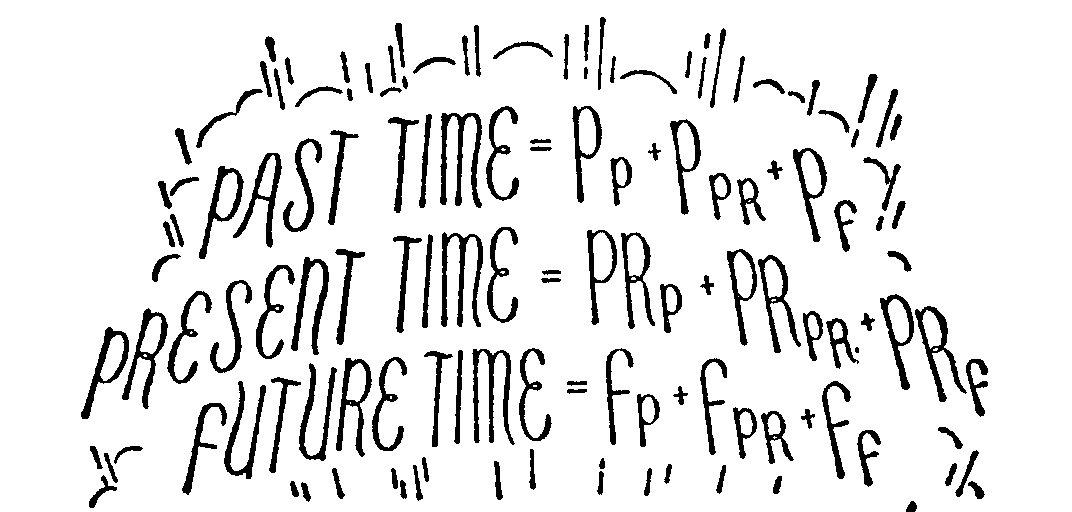 PAST TIME = Pp + PPR + Pf
PRESENT TIME = PRp + PRPR + PRf
FUTURE TIME = fp + fPR + ff